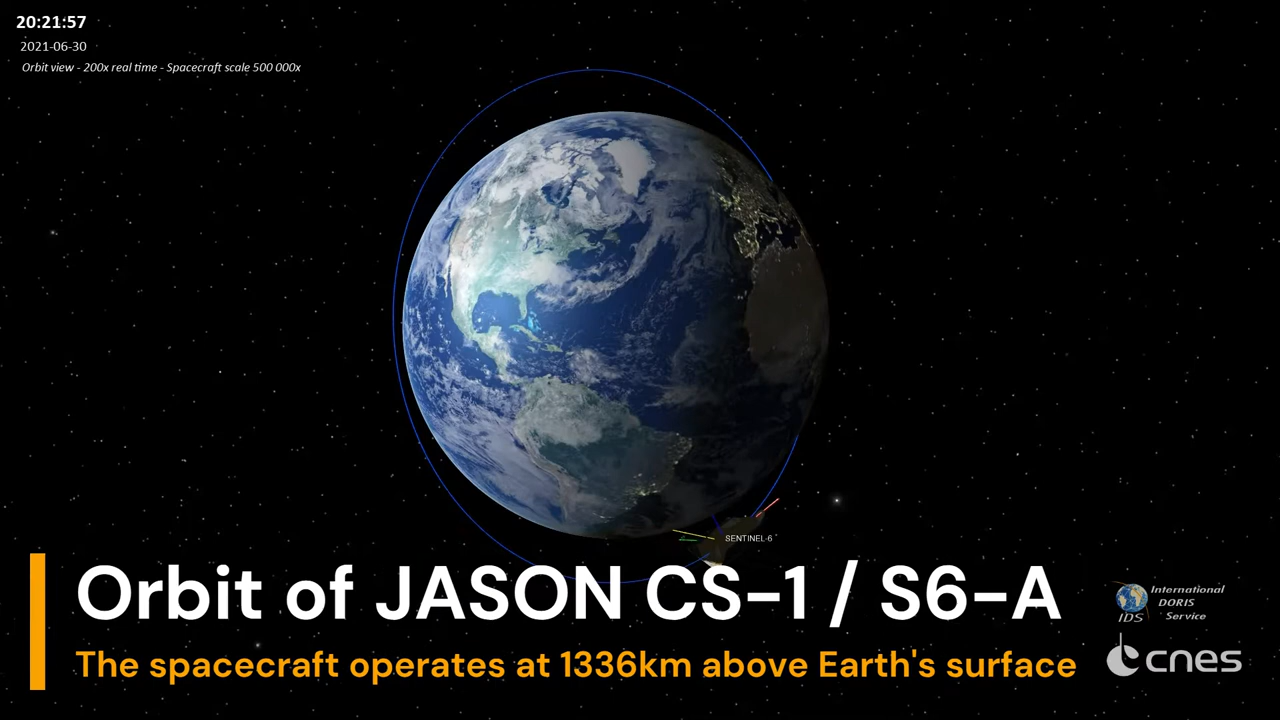 20:21:57
2021-06-30
Orbit view - 200x real time - Spacecraft scale 500 000x
SENTINEL-6
Orbit of JASON CS-1 / S6-A
The spacecraft operates at 1336km above Earth's surface
International
DORIS
IDS Service
cnes